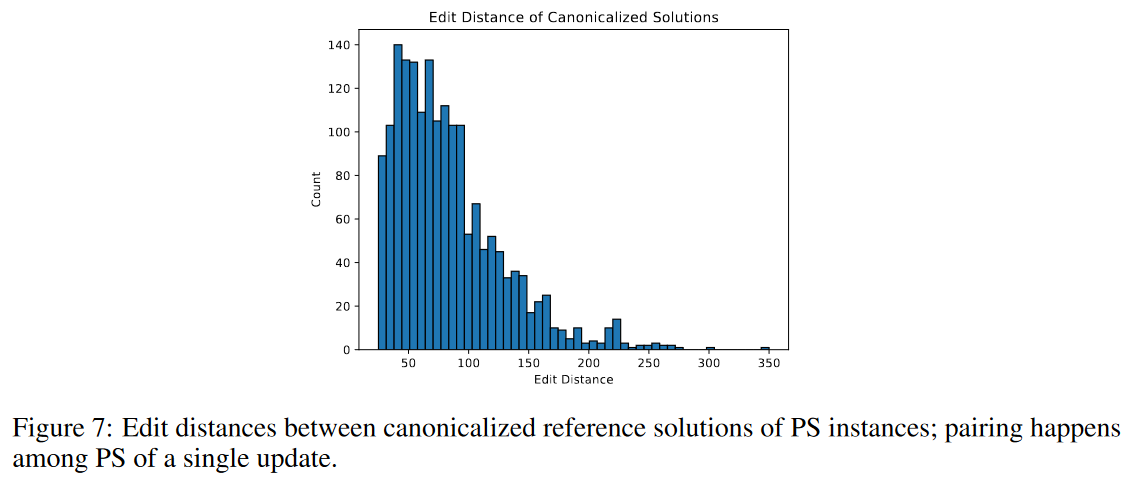 Edit Distance of Canonicalized Solutions
140
120
100
80
60
40
20
0
Count
50 100 150 200 250 300 350
Edit Distance
Figure 7: Edit distances between canonicalized reference solutions of PS instances; pairing happens
among PS of a single update.